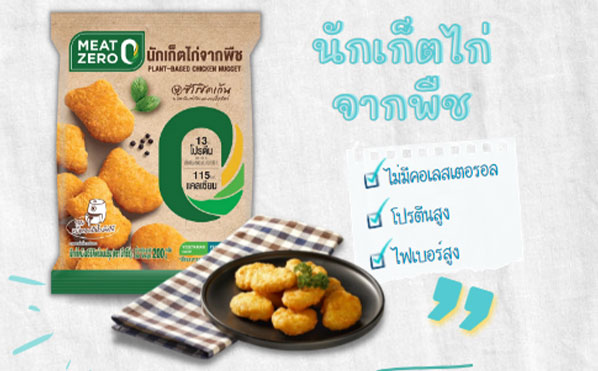 MEAT
ZERO
นักเก็ตไก่จากพืช
PLANT-BASED CHICKEN NUGGET
13
โปรตีน
115
แคลเซียม
200
นักเก็ตไก่
จากพืช
ไม่มีคอเลสเตอรอล
โปรตีนสูง
ไฟเบอร์สูง